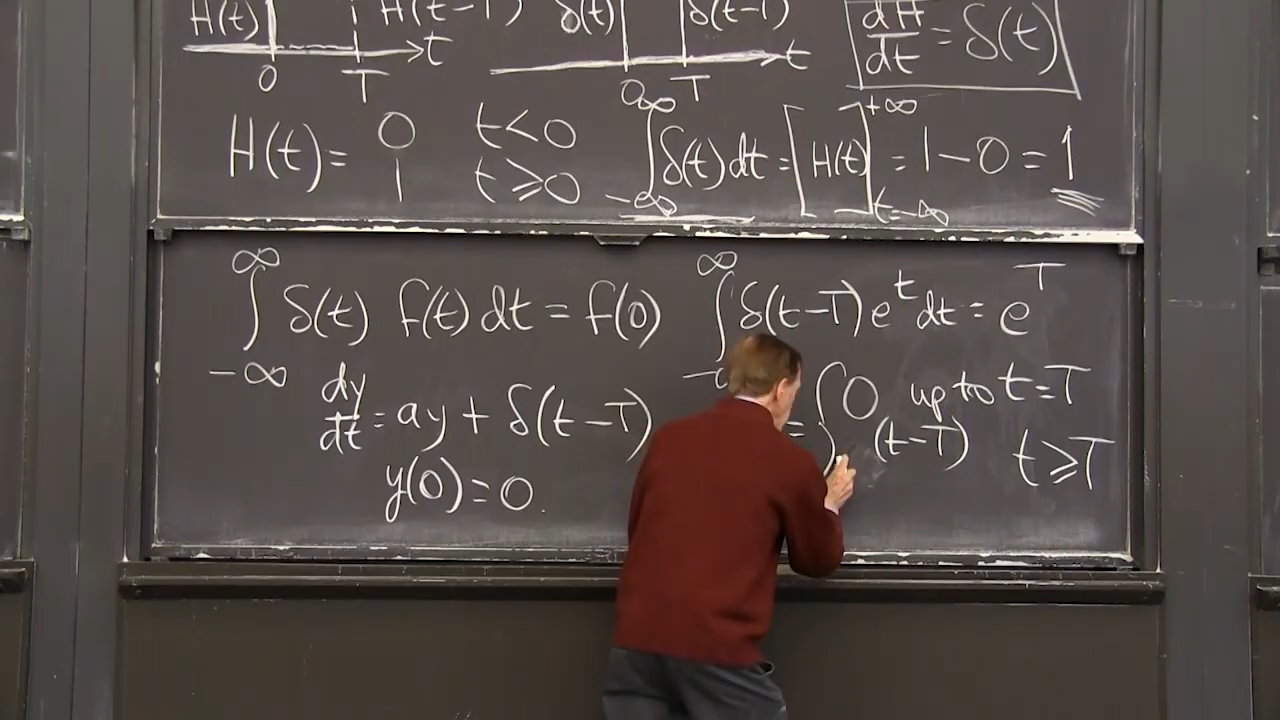 H(t) H(t-T) δ(t) δ(t-T) dH/dt = δ(t)
0 T t 0 T t
H(t) = 0 t<0 ∫_{-∞}^{∞} δ(t) dt = [H(t)]_{t=-∞}^{+∞} = 1-0 = 1
1 t≥0
∫_{-∞}^{∞} δ(t) f(t) dt = f(0) ∫ ^{∞} δ(t-T) e^t dt = e^T
dy/dt = ay + δ(t-T) = { 0 up to t=T
(t-T) t≥T
y(0) = 0.